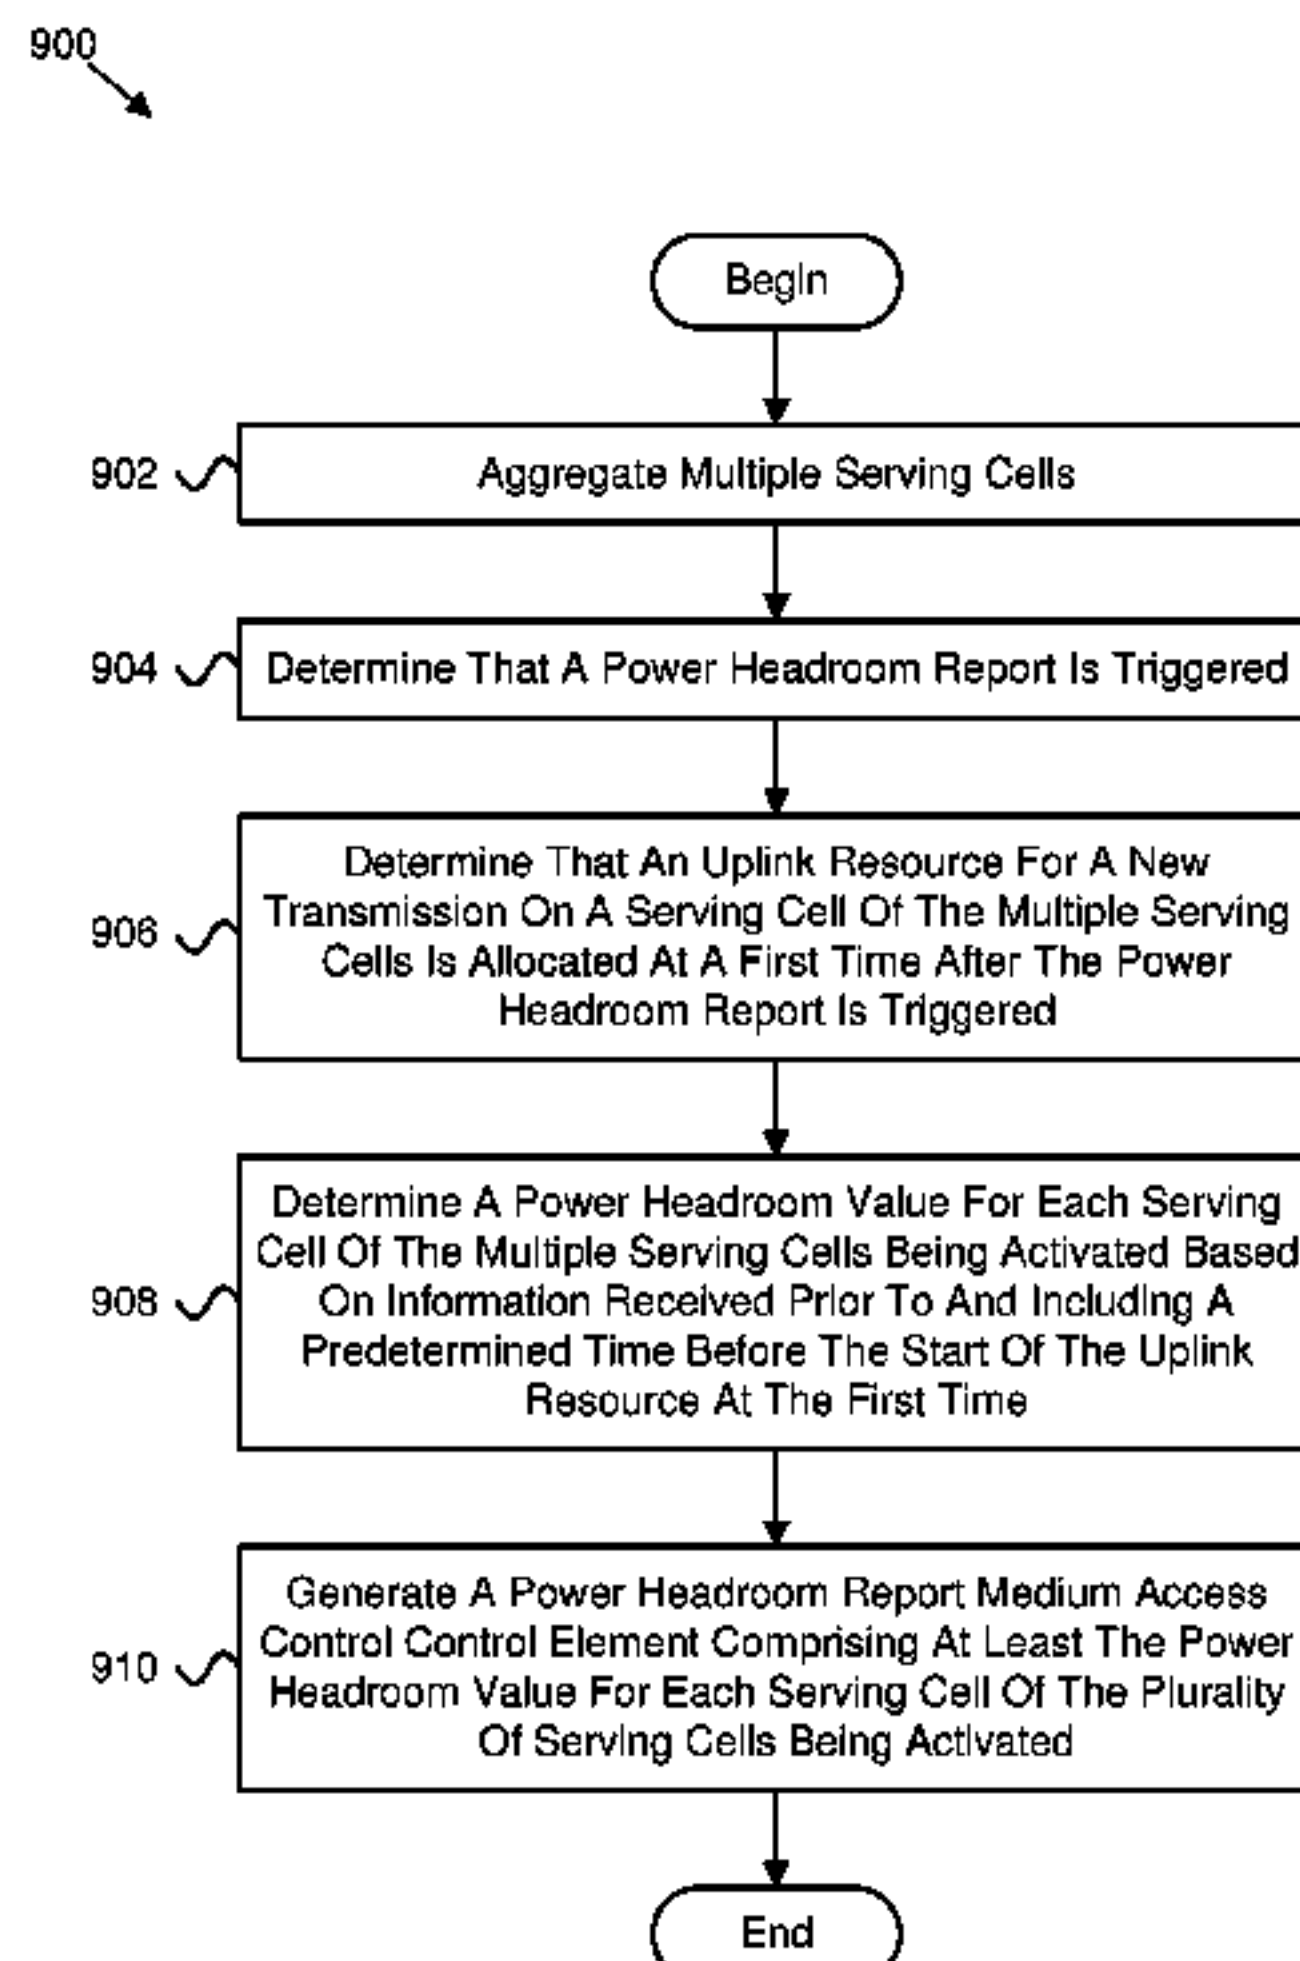 900
Begin
902
Aggregate Multiple Serving Cells
904
Determine That A Power Headroom Report Is Triggered
906
Determine That An Uplink Resource For A New
Transmission On A Serving Cell Of The Multiple Serving
Cells Is Allocated At A First Time After The Power
Headroom Report Is Triggered
908
Determine A Power Headroom Value For Each Serving
Cell Of The Multiple Serving Cells Being Activated Based
On Information Received Prior To And Including A
Predetermined Time Before The Start Of The Uplink
Resource At The First Time
910
Generate A Power Headroom Report Medium Access
Control Control Element Comprising At Least The Power
Headroom Value For Each Serving Cell Of The Plurality
Of Serving Cells Being Activated
End